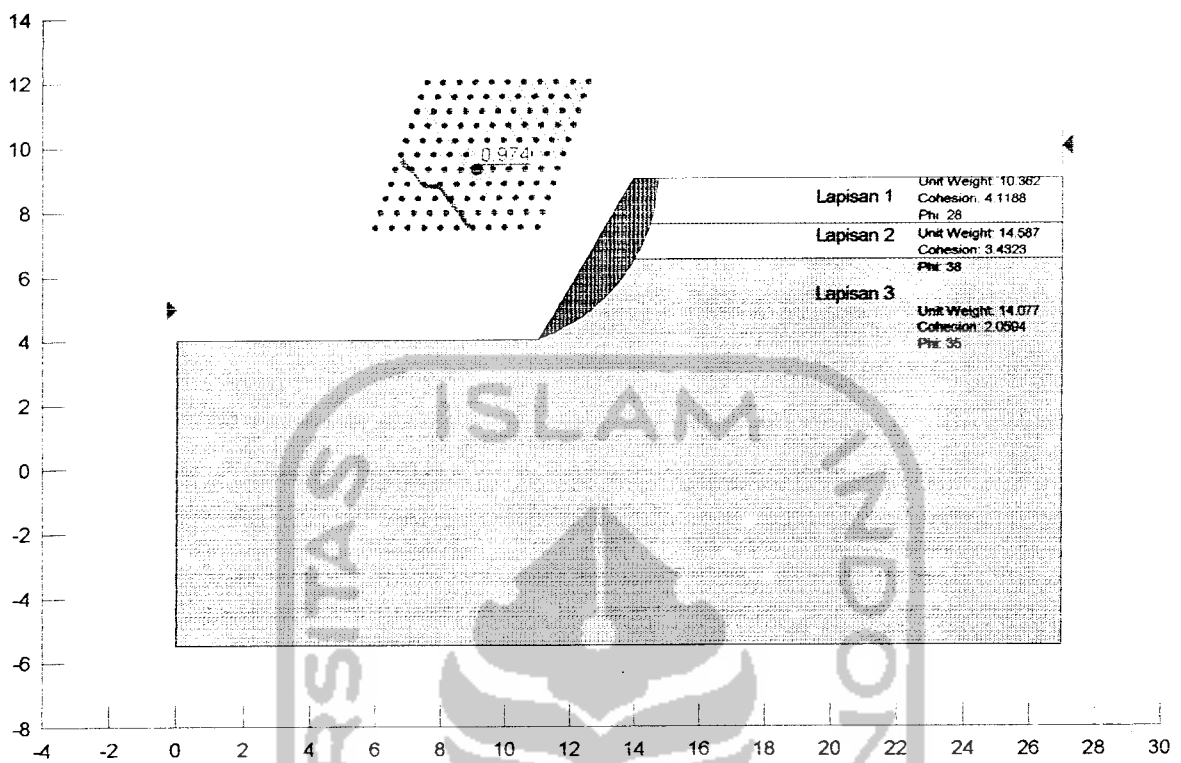 14
12
10
8
6
4
2
0
-2
-4
-6
-8
-4 -2 0 2 4 6 8 10 12 14 16 18 20 22 24 26 28 30
0.974
Lapisan 1
Unit Weight: 10.362
Cohesion: 4.1188
Phi: 28
Lapisan 2
Unit Weight: 14.587
Cohesion: 3.4323
Phi: 38
Lapisan 3
Unit Weight: 14.077
Cohesion: 2.0594
Phi: 35
RSITAS ISLAM INDON